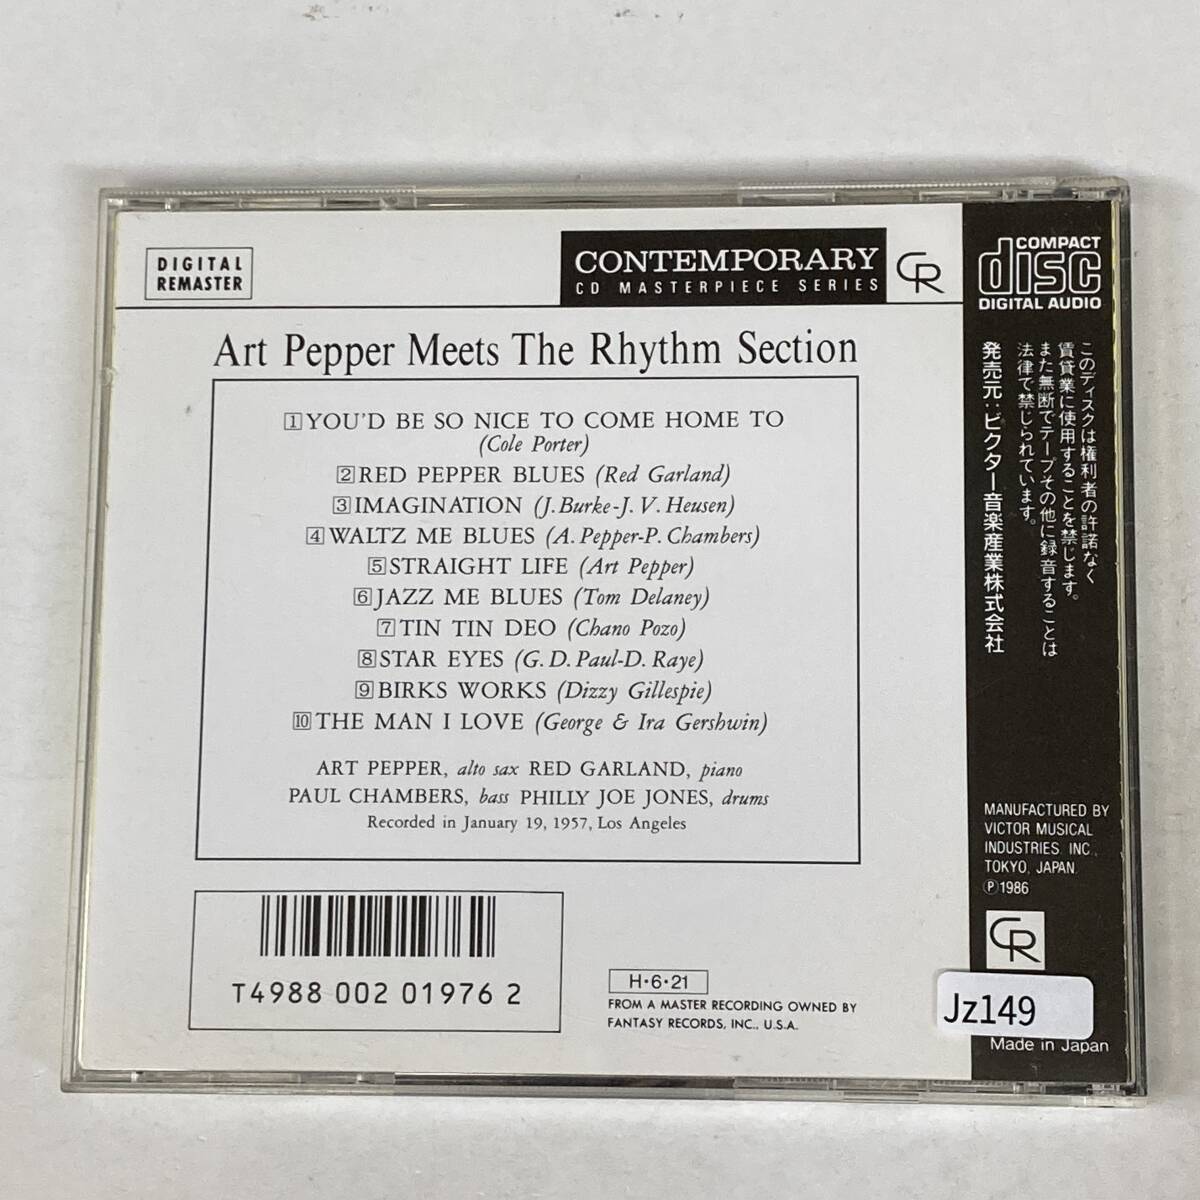 DIGITAL
REMASTER
CONTEMPORARY
CD MASTERPIECE SERIES
CR
Art Pepper Meets The Rhythm Section
1 YOU'D BE SO NICE TO COME HOME TO
(Cole Porter)
2 RED PEPPER BLUES (Red Garland)
3 IMAGINATION (J. Burke-J. V. Heusen)
4 WALTZ ME BLUES (A. Pepper-P. Chambers)
5 STRAIGHT LIFE (Art Pepper)
6 JAZZ ME BLUES (Tom Delaney)
7 TIN TIN DEO (Chano Pozo)
8 STAR EYES (G. D. Paul-D. Raye)
9 BIRKS WORKS (Dizzy Gillespie)
10 THE MAN I LOVE (George & Ira Gershwin)
ART PEPPER, alto sax RED GARLAND, piano
PAUL CHAMBERS, bass PHILLY JOE JONES, drums
Recorded in January 19, 1957, Los Angeles
T4988 002 01976 2
H・6・21
FROM A MASTER RECORDING OWNED BY
FANTASY RECORDS, INC., U.S.A.
COMPACT
disc
DIGITAL AUDIO
このディスクは権利者の許諾なく
賃貸業に使用することを禁じます。
また無断でテープその他に録音することは
法律で禁じられています。
発売元：ビクター音楽産業株式会社
MANUFACTURED BY
VICTOR MUSICAL
INDUSTRIES, INC.,
TOKYO, JAPAN.
Ⓟ1986
CR
Jz149
Made in Japan